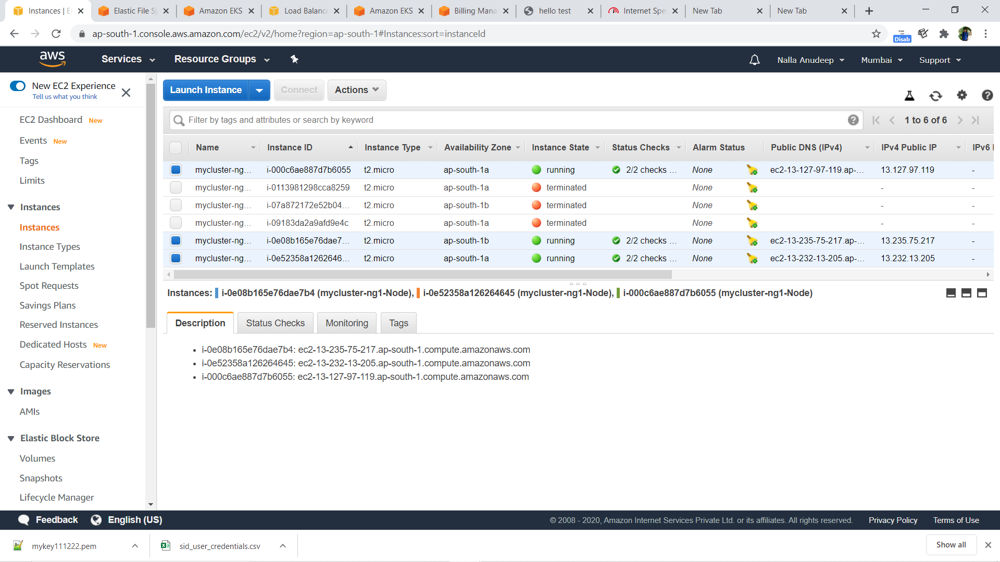 Instances | E
Elastic File Sy
Amazon EKS
Load Balance
Amazon EKS
Billing Mana
hello test
Internet Spe
New Tab
New Tab
ap-south-1.console.aws.amazon.com/ec2/v2/home?region=ap-south-1#Instances:sort=instanceId
Disab
aws
Services
Resource Groups
Nalla Anudeep
Mumbai
Support
New EC2 Experience
Tell us what you think
EC2 Dashboard New
Events New
Tags
Limits
Instances
Instances
Instance Types
Launch Templates
Spot Requests
Savings Plans
Reserved Instances
Dedicated Hosts New
Capacity Reservations
Images
AMIs
Elastic Block Store
Volumes
Snapshots
Lifecycle Manager
Launch Instance
Connect
Actions
Filter by tags and attributes or search by keyword
1 to 6 of 6
Name Instance ID Instance Type Availability Zone Instance State Status Checks Alarm Status Public DNS (IPv4) IPv4 Public IP IPv6 I
mycluster-ng... i-000c6ae887d7b6055 t2.micro ap-south-1a running 2/2 checks ... None ec2-13-127-97-119.ap-... 13.127.97.119 -
mycluster-ng... i-0113981298cca8259 t2.micro ap-south-1a terminated None - -
mycluster-ng... i-07a872172e52b04... t2.micro ap-south-1b terminated None - -
mycluster-ng... i-09183da2a9afd9e4c t2.micro ap-south-1a terminated None - -
mycluster-ng... i-0e08b165e76dae7... t2.micro ap-south-1b running 2/2 checks ... None ec2-13-235-75-217.ap-... 13.235.75.217 -
mycluster-ng... i-0e52358a1262646... t2.micro ap-south-1a running 2/2 checks ... None ec2-13-232-13-205.ap-... 13.232.13.205 -
Instances: i-0e08b165e76dae7b4 (mycluster-ng1-Node), i-0e52358a126264645 (mycluster-ng1-Node), i-000c6ae887d7b6055 (mycluster-ng1-Node)
Description
Status Checks
Monitoring
Tags
i-0e08b165e76dae7b4: ec2-13-235-75-217.ap-south-1.compute.amazonaws.com
i-0e52358a126264645: ec2-13-232-13-205.ap-south-1.compute.amazonaws.com
i-000c6ae887d7b6055: ec2-13-127-97-119.ap-south-1.compute.amazonaws.com
Feedback
English (US)
© 2008 - 2020, Amazon Internet Services Private Ltd. or its affiliates. All rights reserved.
Privacy Policy
Terms of Use
mykey111222.pem
sid_user_credentials.csv
Show all